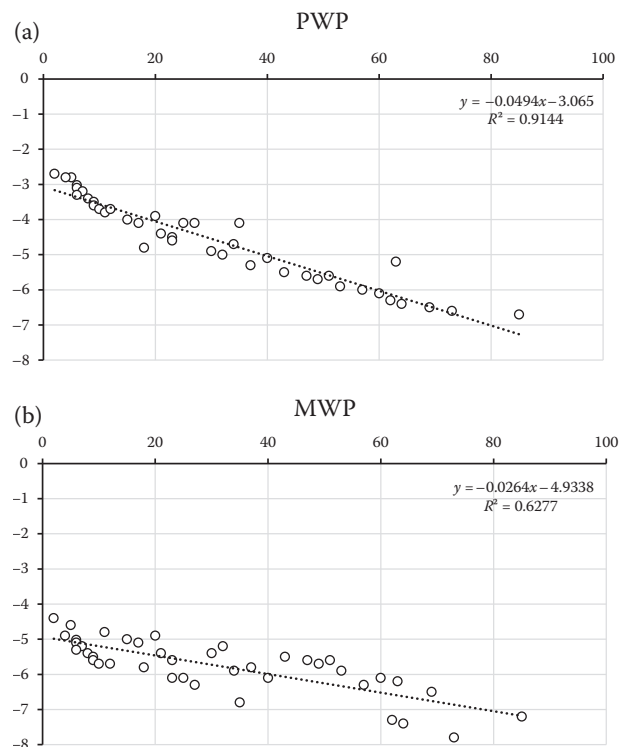 (a)
PWP
0 20 40 60 80 100
0
y = −0.0494x−3.065
−1
R² = 0.9144
−2
−3
−4
−5
−6
−7
−8
(b)
MWP
0 20 40 60 80 100
0
y =−0.0264x−4.9338
−1
R² = 0.6277
−2
−3
−4
−5
−6
−7
−8